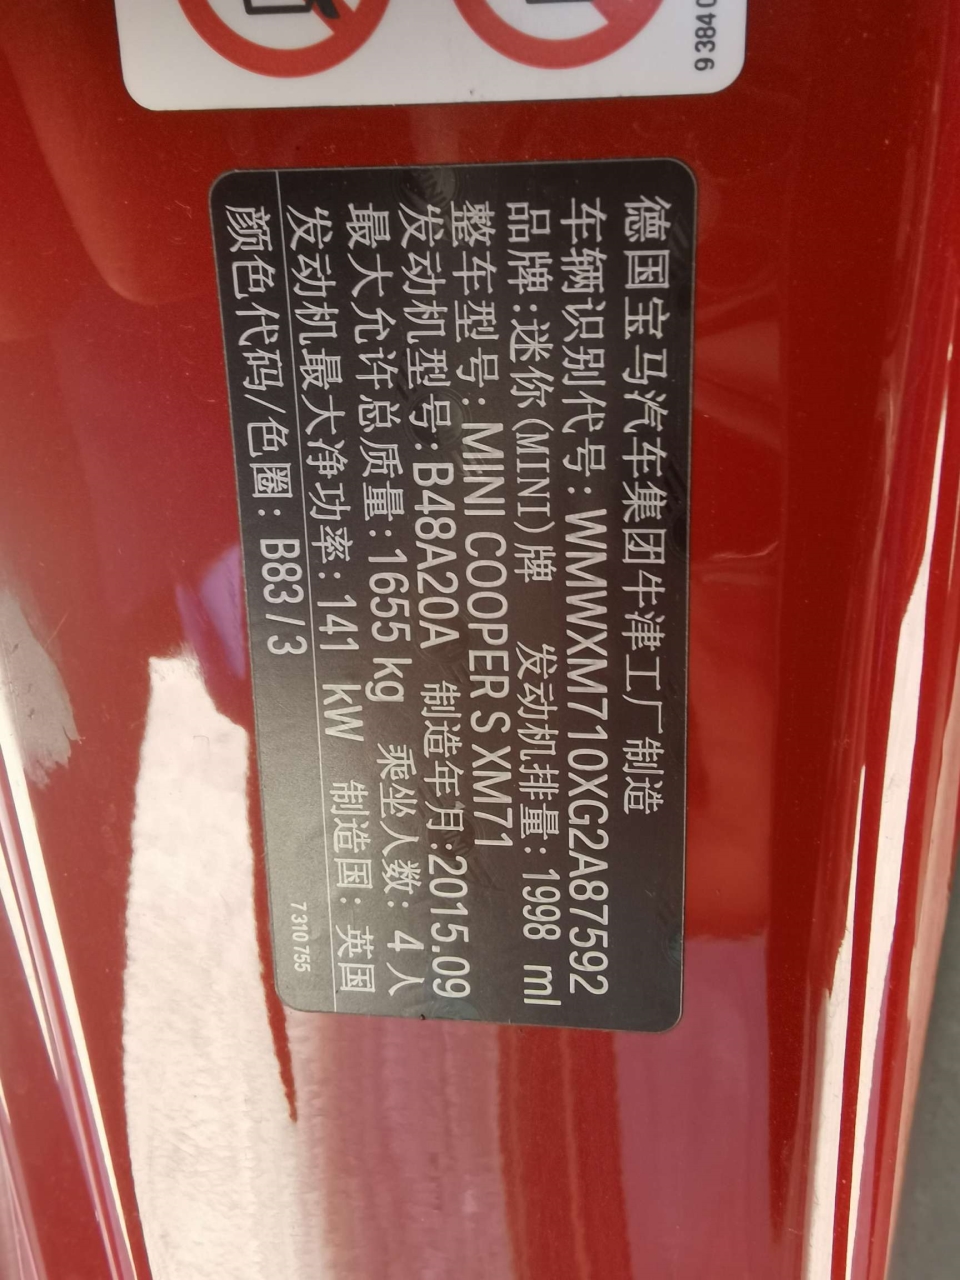 9 384 0
德国宝马汽车集团牛津工厂制造
车辆识别代号: WMWXM710XG2A87592
品牌:迷你(MINI)牌 发动机排量: 1998 ml
整车型号: MINI COOPER S XM71
发动机型号: B48A20A 制造年月:2015.09
最大允许总质量: 1655 kg 乘坐人数: 4 人
发动机最大净功率: 141 kW 制造国: 英国
颜色代码/色圈: B83 / 3
7 310 755